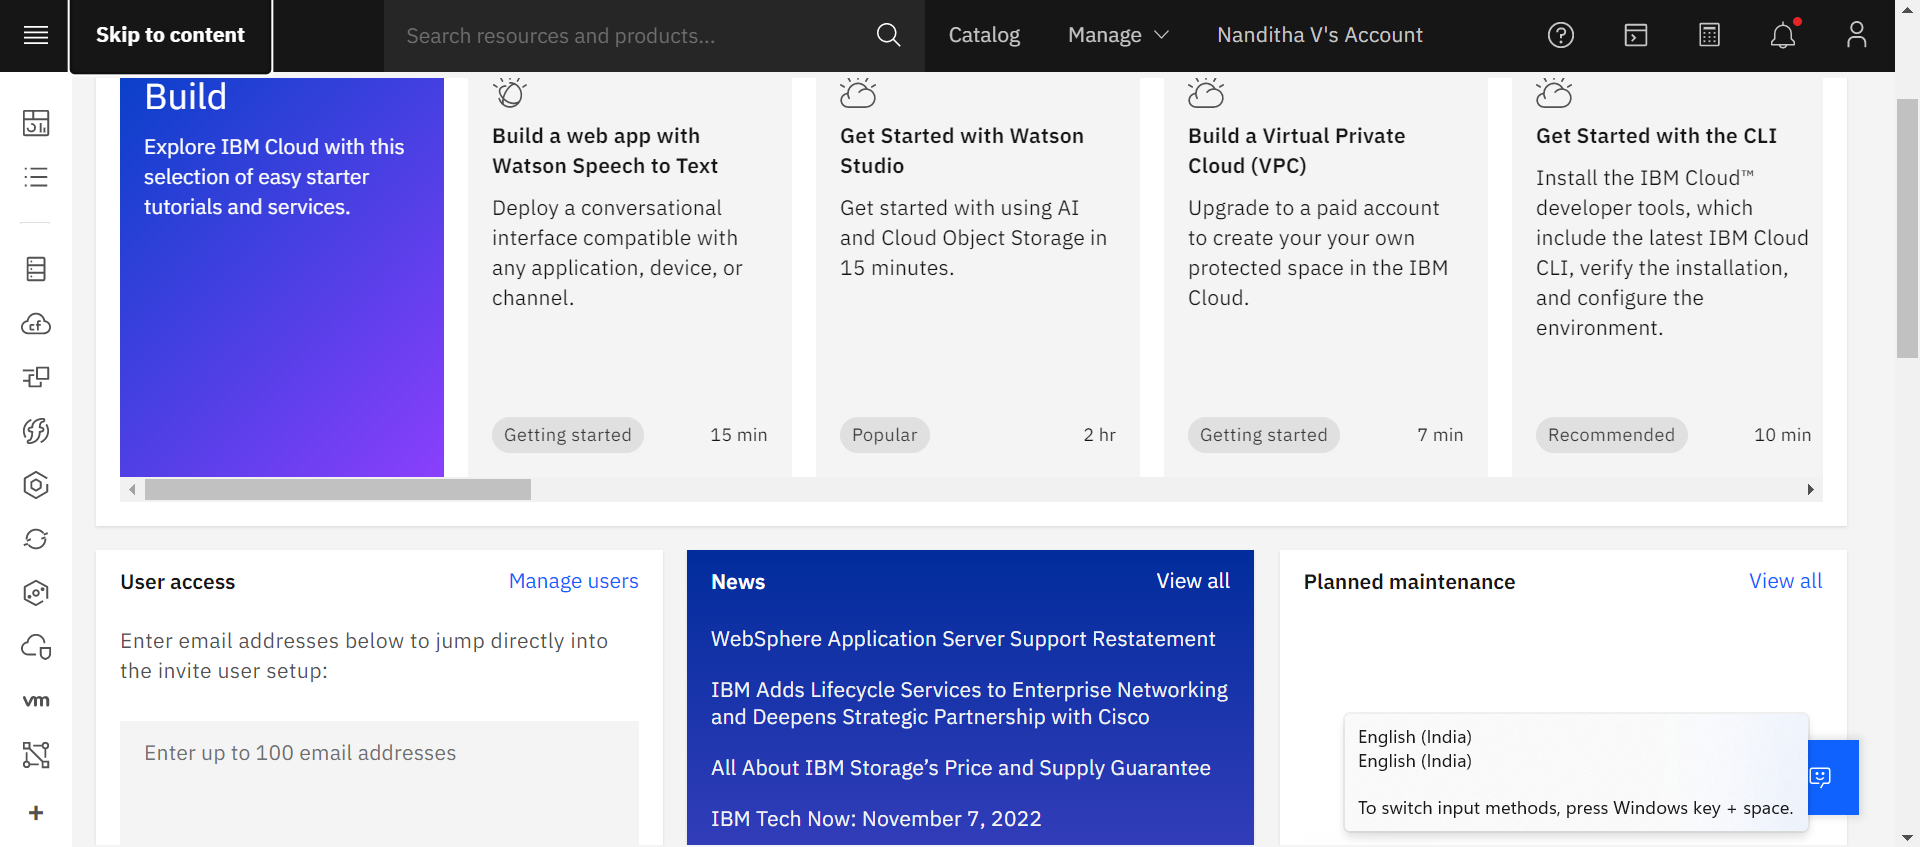 Skip to content
Search resources and products...
Catalog
Manage
Nanditha V's Account
Build
Explore IBM Cloud with this
selection of easy starter
tutorials and services.
Build a web app with
Watson Speech to Text
Deploy a conversational
interface compatible with
any application, device, or
channel.
Getting started
15 min
Get Started with Watson
Studio
Get started with using AI
and Cloud Object Storage in
15 minutes.
Popular
2 hr
Build a Virtual Private
Cloud (VPC)
Upgrade to a paid account
to create your your own
protected space in the IBM
Cloud.
Getting started
7 min
Get Started with the CLI
Install the IBM Cloud™
developer tools, which
include the latest IBM Cloud
CLI, verify the installation,
and configure the
environment.
Recommended
10 min
cf
vm
User access
Manage users
Enter email addresses below to jump directly into
the invite user setup:
Enter up to 100 email addresses
News
View all
WebSphere Application Server Support Restatement
IBM Adds Lifecycle Services to Enterprise Networking
and Deepens Strategic Partnership with Cisco
All About IBM Storage’s Price and Supply Guarantee
IBM Tech Now: November 7, 2022
Planned maintenance
View all
English (India)
English (India)
To switch input methods, press Windows key + space.